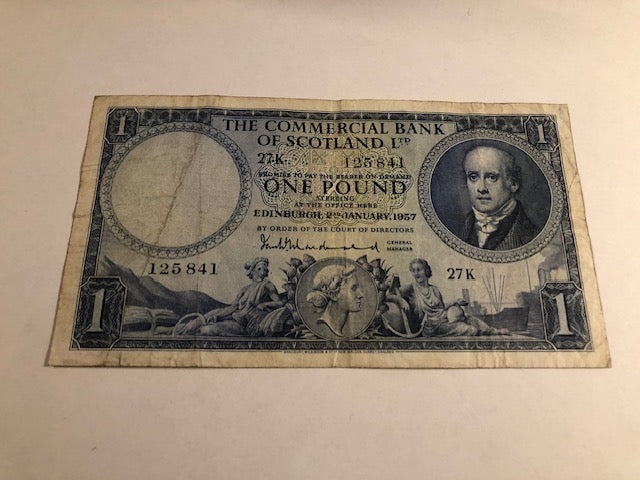 1 1
THE COMMERCIAL BANK
OF SCOTLAND LTD
27K 125841
PROMISE TO PAY THE BEARER ON DEMAND
ONE POUND
STERLING
AT THE OFFICE HERE
EDINBURGH, 2ND JANUARY, 1957
BY ORDER OF THE COURT OF DIRECTORS
GENERAL
MANAGER
125841 27K
1 1